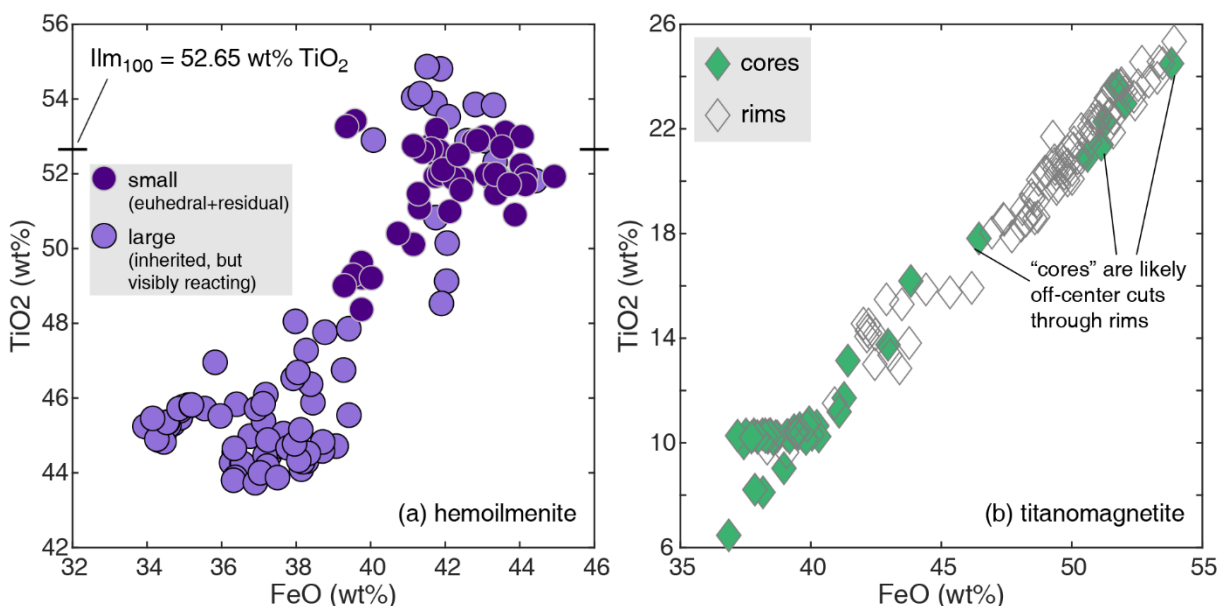 56
54
52
50
48
46
44
42
TiO2 (wt%)
Ilm₁₀₀ = 52.65 wt% TiO₂
small
(euhedral+residual)
large
(inherited, but
visibly reacting)
(a) hemoilmenite
32 34 36 38 40 42 44 46
FeO (wt%)
26
22
18
14
10
6
TiO2 (wt%)
cores
rims
“cores” are likely
off-center cuts
through rims
(b) titanomagnetite
35 40 45 50 55
FeO (wt%)